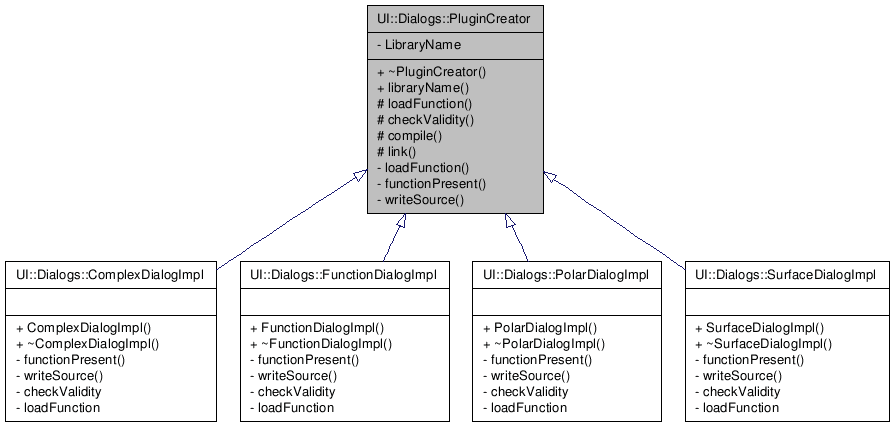 UI::Dialogs::PluginCreator
- LibraryName
+ ~PluginCreator()
+ libraryName()
# loadFunction()
# checkValidity()
# compile()
# link()
- loadFunction()
- functionPresent()
- writeSource()
UI::Dialogs::ComplexDialogImpl
+ ComplexDialogImpl()
+ ~ComplexDialogImpl()
- functionPresent()
- writeSource()
- checkValidity
- loadFunction
UI::Dialogs::FunctionDialogImpl
+ FunctionDialogImpl()
+ ~FunctionDialogImpl()
- functionPresent()
- writeSource()
- checkValidity
- loadFunction
UI::Dialogs::PolarDialogImpl
+ PolarDialogImpl()
+ ~PolarDialogImpl()
- functionPresent()
- writeSource()
- checkValidity
- loadFunction
UI::Dialogs::SurfaceDialogImpl
+ SurfaceDialogImpl()
+ ~SurfaceDialogImpl()
- functionPresent()
- writeSource()
- checkValidity
- loadFunction